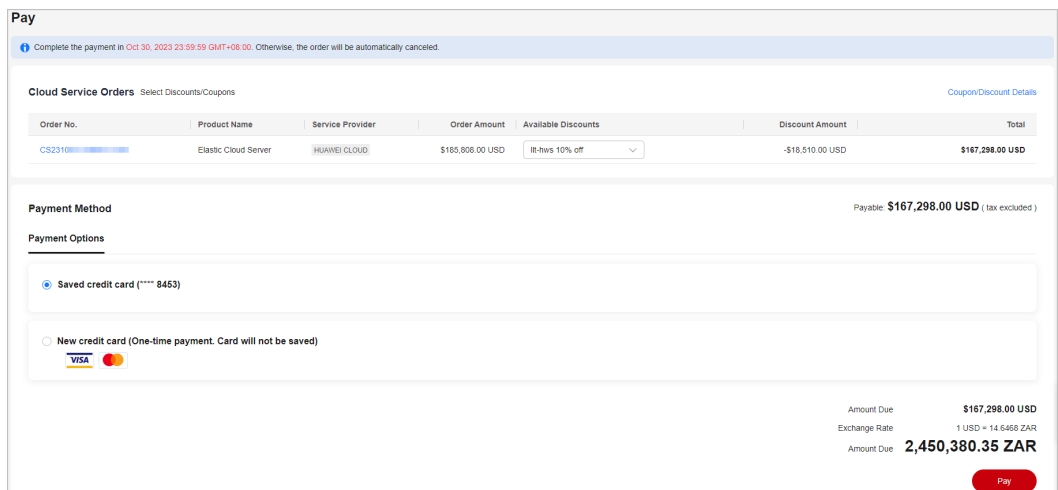 Pay
Complete the payment in Oct 30, 2023 23:59:59 GMT+08:00. Otherwise, the order will be automatically canceled.
Cloud Service Orders Select Discounts/Coupons Coupon/Discount Details
Order No. Product Name Service Provider Order Amount Available Discounts Discount Amount Total
CS2310 Elastic Cloud Server HUAWEI CLOUD $185,808.00 USD lit-hws 10% off -$18,510.00 USD $167,298.00 USD
Payment Method Payable: $167,298.00 USD ( tax excluded )
Payment Options
Saved credit card (**** 8453)
New credit card (One-time payment. Card will not be saved)
VISA
Amount Due $167,298.00 USD
Exchange Rate 1 USD = 14.6468 ZAR
Amount Due 2,450,380.35 ZAR
Pay